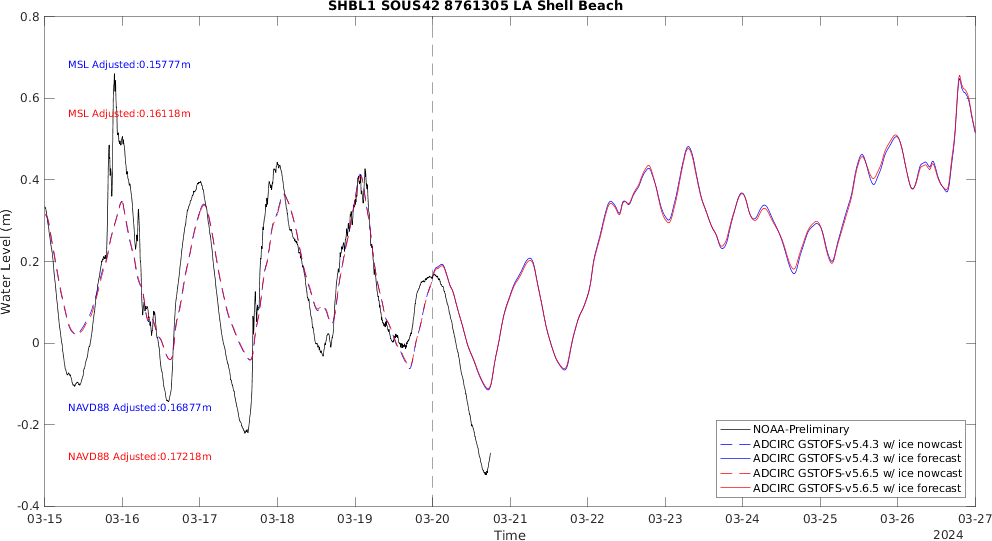 SHBL1 SOUS42 8761305 LA Shell Beach
Water Level (m)
0.8
0.6
0.4
0.2
0
-0.2
-0.4
MSL Adjusted:0.15777m
MSL Adjusted:0.16118m
NAVD88 Adjusted:0.16877m
NAVD88 Adjusted:0.17218m
NOAA-Preliminary
ADCIRC GSTOFS-v5.4.3 w/ ice nowcast
ADCIRC GSTOFS-v5.4.3 w/ ice forecast
ADCIRC GSTOFS-v5.6.5 w/ ice nowcast
ADCIRC GSTOFS-v5.6.5 w/ ice forecast
03-15 03-16 03-17 03-18 03-19 03-20 03-21 03-22 03-23 03-24 03-25 03-26 03-27
Time
2024